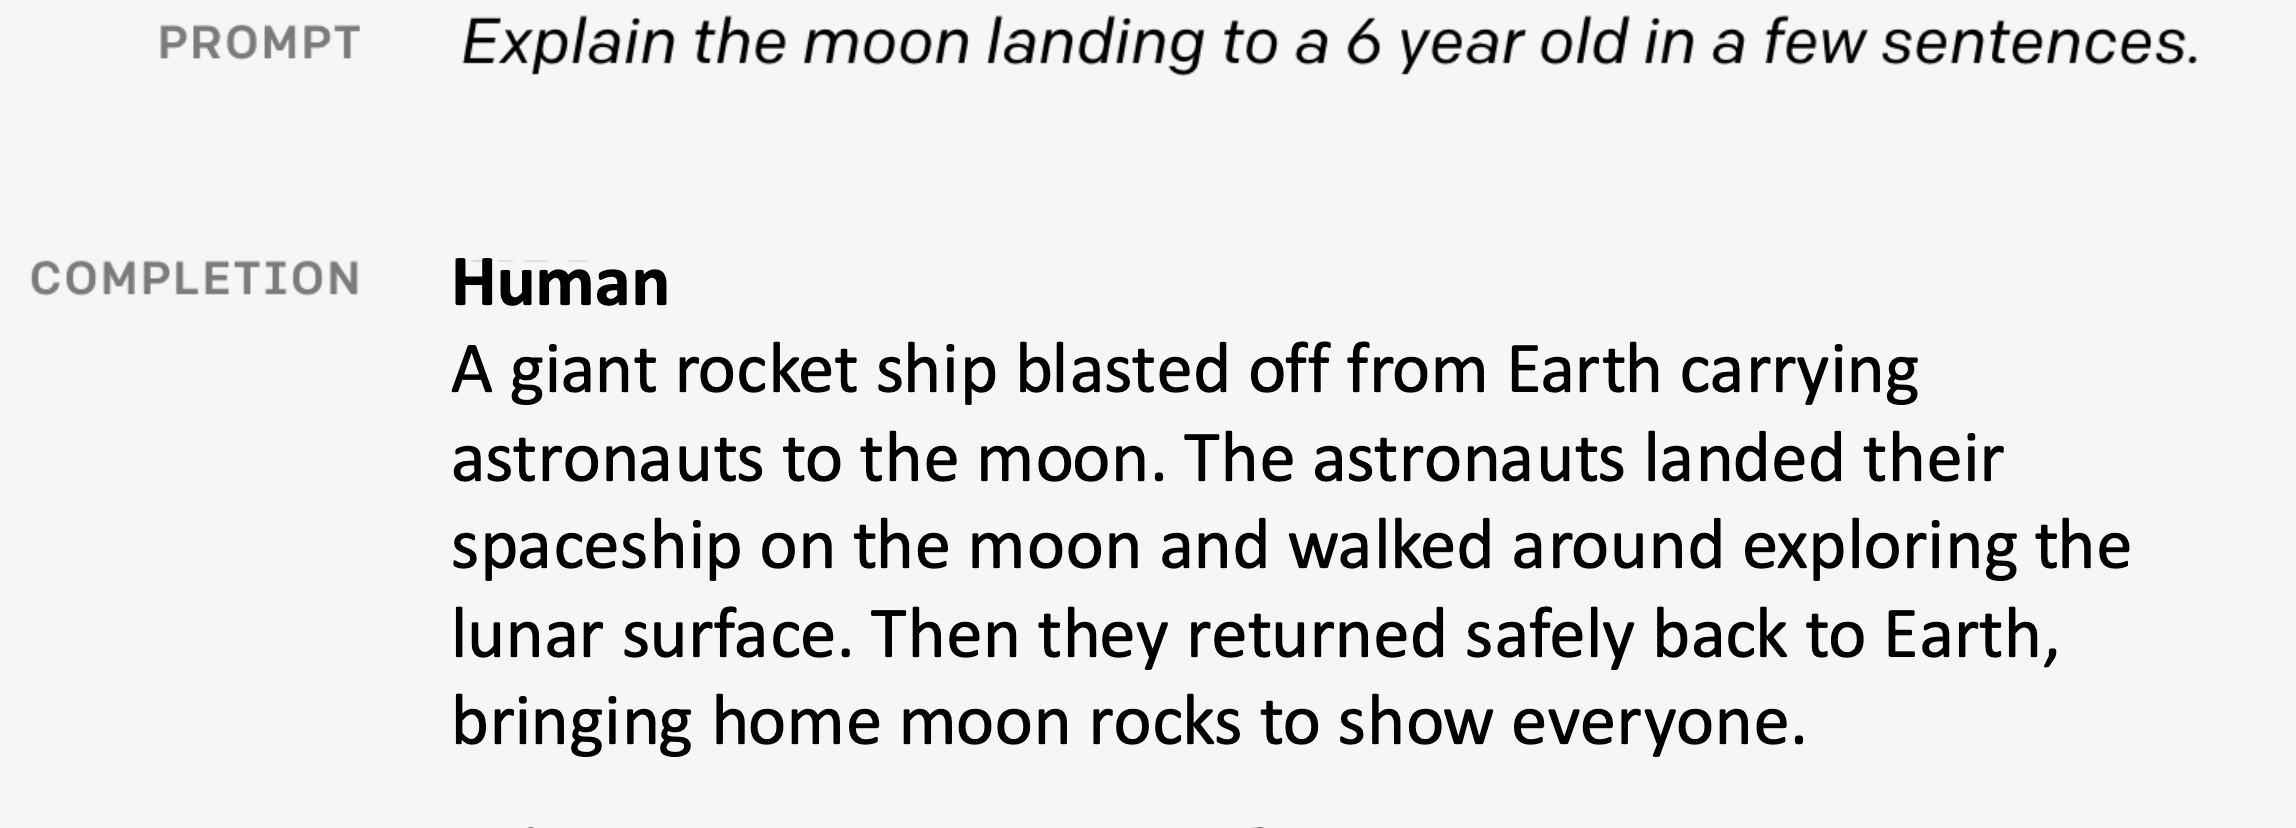 PROMPT Explain the moon landing to a 6 year old in a few sentences.
COMPLETION Human
A giant rocket ship blasted off from Earth carrying
astronauts to the moon. The astronauts landed their
spaceship on the moon and walked around exploring the
lunar surface. Then they returned safely back to Earth,
bringing home moon rocks to show everyone.